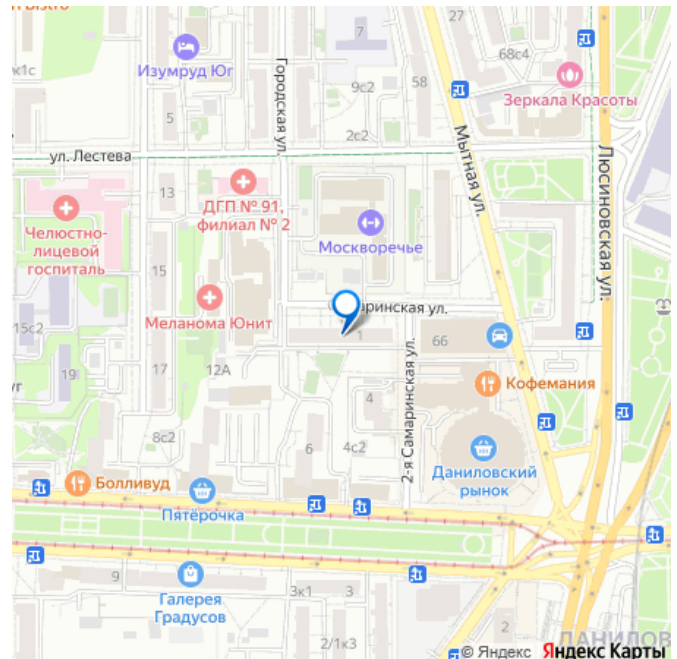 Bistro
27
7
68с4
Изумруд Юг
9с2
58
5
Зеркала Красоты
2с2
Городская ул.
Мытная ул.
Люсиновская ул.
ул. Лестева
13
ДГП № 91,
филиал № 2
Москворечье
Челюстно-
лицевой
госпиталь
15
Меланома Юнит
аринская ул.
15с2
1
66
19
17
12А
Кофемания
4
2-я Самаринская ул.
8с2
6
4с2
Даниловский
рынок
Болливуд
Пятёрочка
9
3к1
3
Галерея
Градусов
2/1к3
2
ДАНИЛОВ
© Яндекс Яндекс Карты